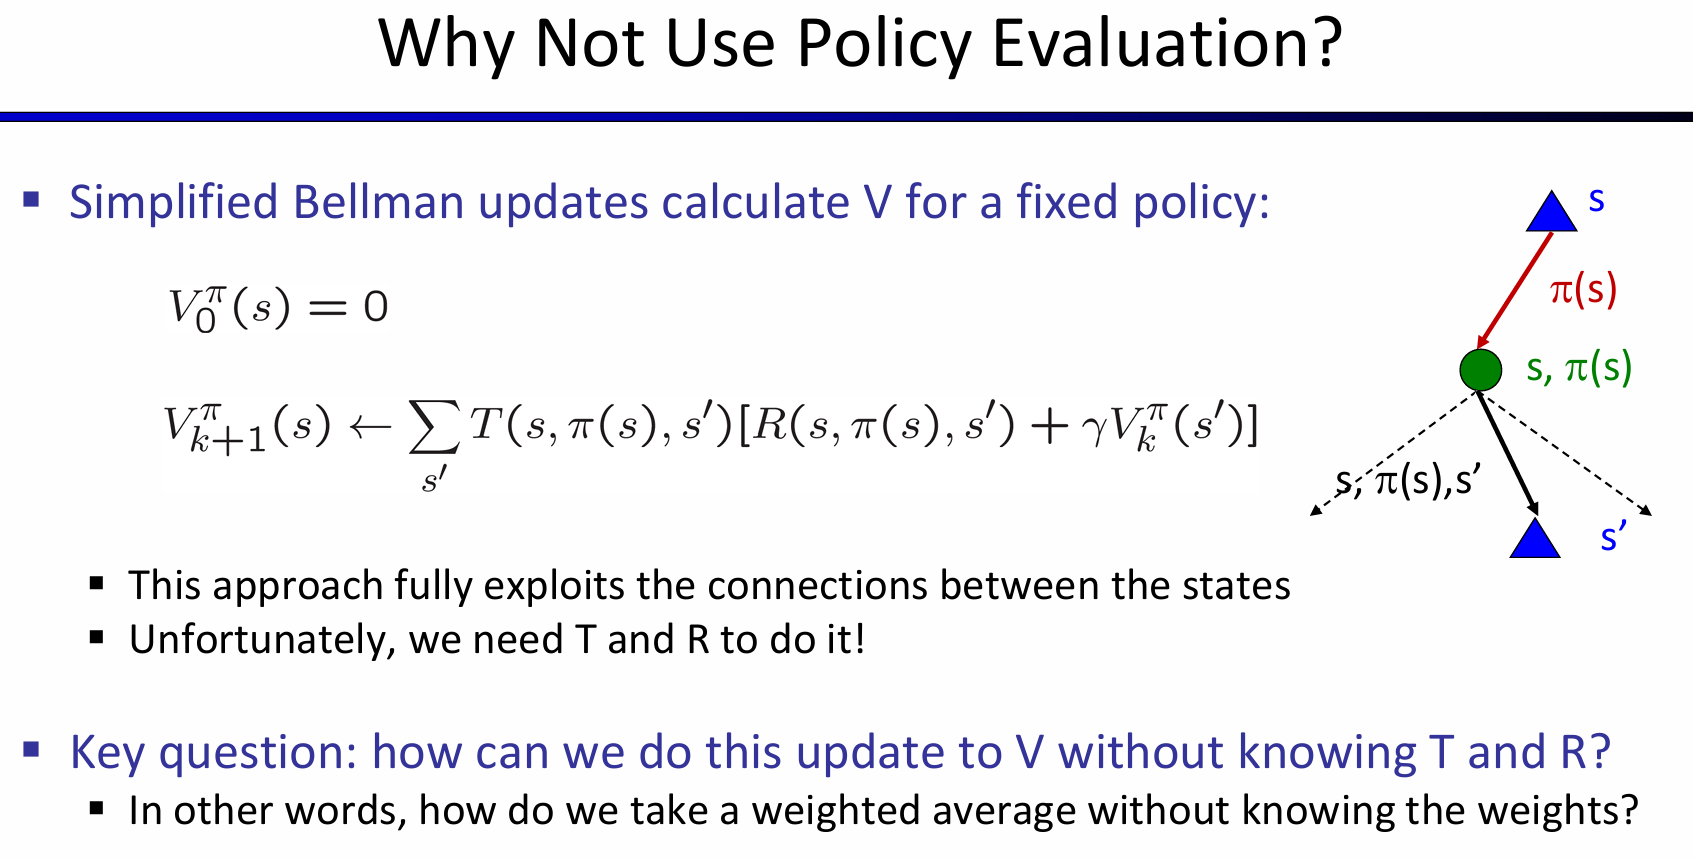 Why Not Use Policy Evaluation?
▪ Simplified Bellman updates calculate V for a fixed policy:
$V_0^\pi(s) = 0$
$V_{k+1}^\pi(s) \leftarrow \sum_{s'} T(s, \pi(s), s')[R(s, \pi(s), s') + \gamma V_k^\pi(s')]$
▪ This approach fully exploits the connections between the states
▪ Unfortunately, we need T and R to do it!
▪ Key question: how can we do this update to V without knowing T and R?
▪ In other words, how do we take a weighted average without knowing the weights?
s
π(s)
s, π(s)
s, π(s),s’
s’